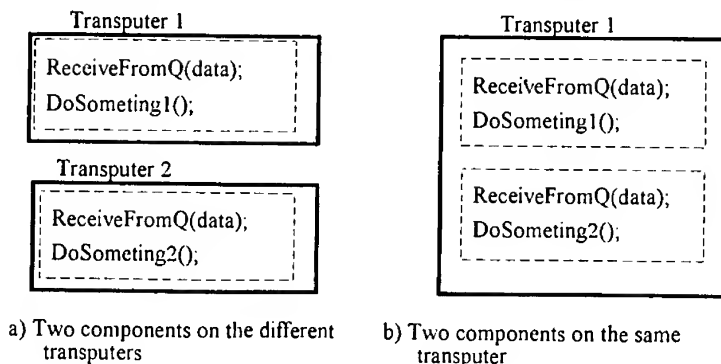 Transputer 1
ReceiveFromQ(data);
DoSometing1();
Transputer 2
ReceiveFromQ(data);
DoSometing2();
a) Two components on the different
transputers
Transputer 1
ReceiveFromQ(data);
DoSometing1();
ReceiveFromQ(data);
DoSometing2();
b) Two components on the same
transputer